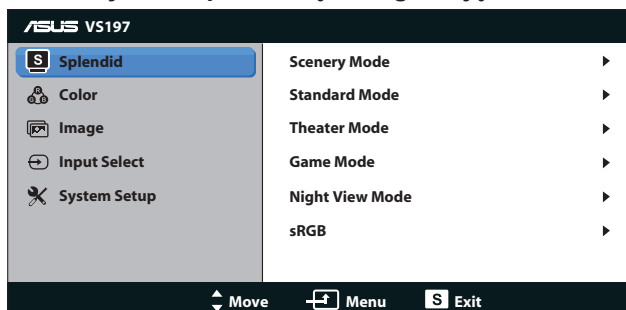 ASUS VS197
S Splendid
Color
Image
Input Select
System Setup
Scenery Mode
Standard Mode
Theater Mode
Game Mode
Night View Mode
sRGB
Move Menu S Exit